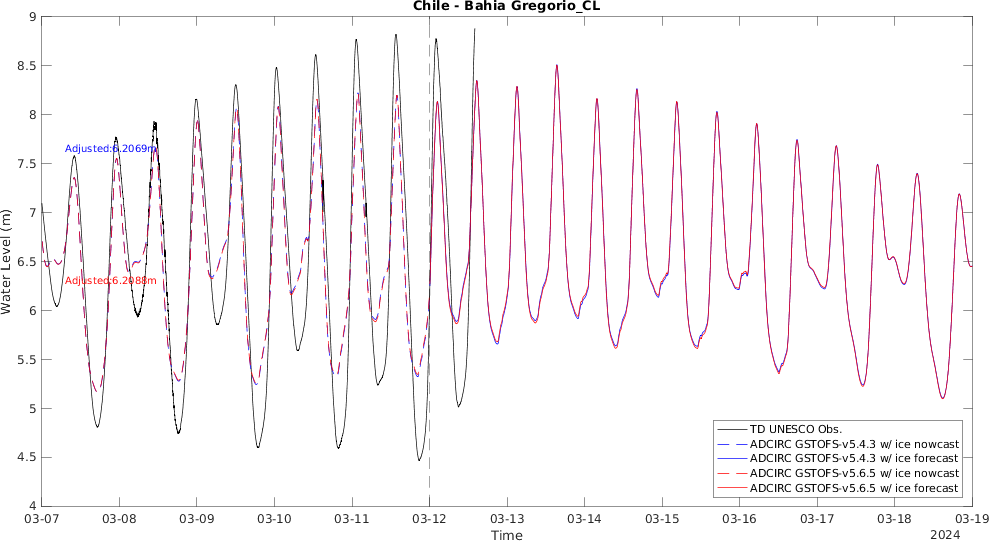 Chile - Bahia Gregorio_CL
9
8.5
8
7.5
7
6.5
6
5.5
5
4.5
4
Water Level (m)
Adjusted:6.2069m
Adjusted:6.2088m
TD UNESCO Obs.
ADCIRC GSTOFS-v5.4.3 w/ ice nowcast
ADCIRC GSTOFS-v5.4.3 w/ ice forecast
ADCIRC GSTOFS-v5.6.5 w/ ice nowcast
ADCIRC GSTOFS-v5.6.5 w/ ice forecast
03-07 03-08 03-09 03-10 03-11 03-12 03-13 03-14 03-15 03-16 03-17 03-18 03-19
Time
2024